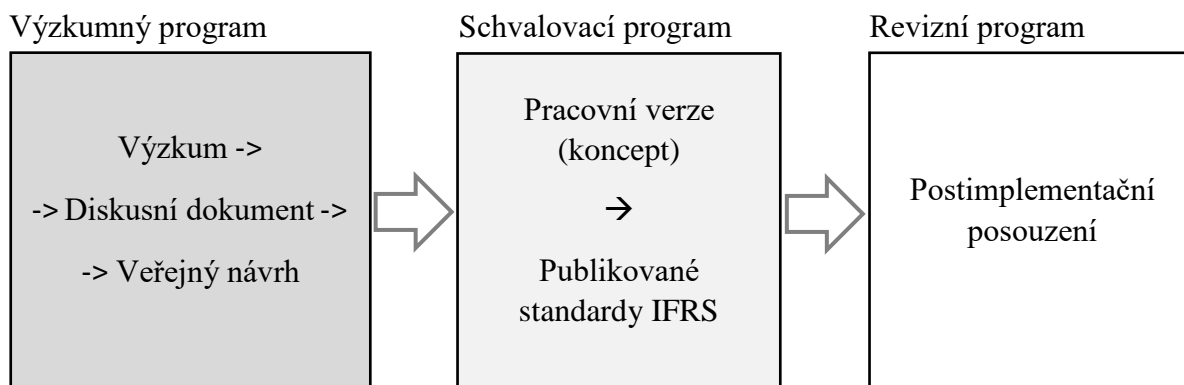 Výzkumný program
Výzkum ->
-> Diskusní dokument ->
-> Veřejný návrh
Schvalovací program
Pracovní verze
(koncept)
→
Publikované
standardy IFRS
Revizní program
Postimplementační
posouzení